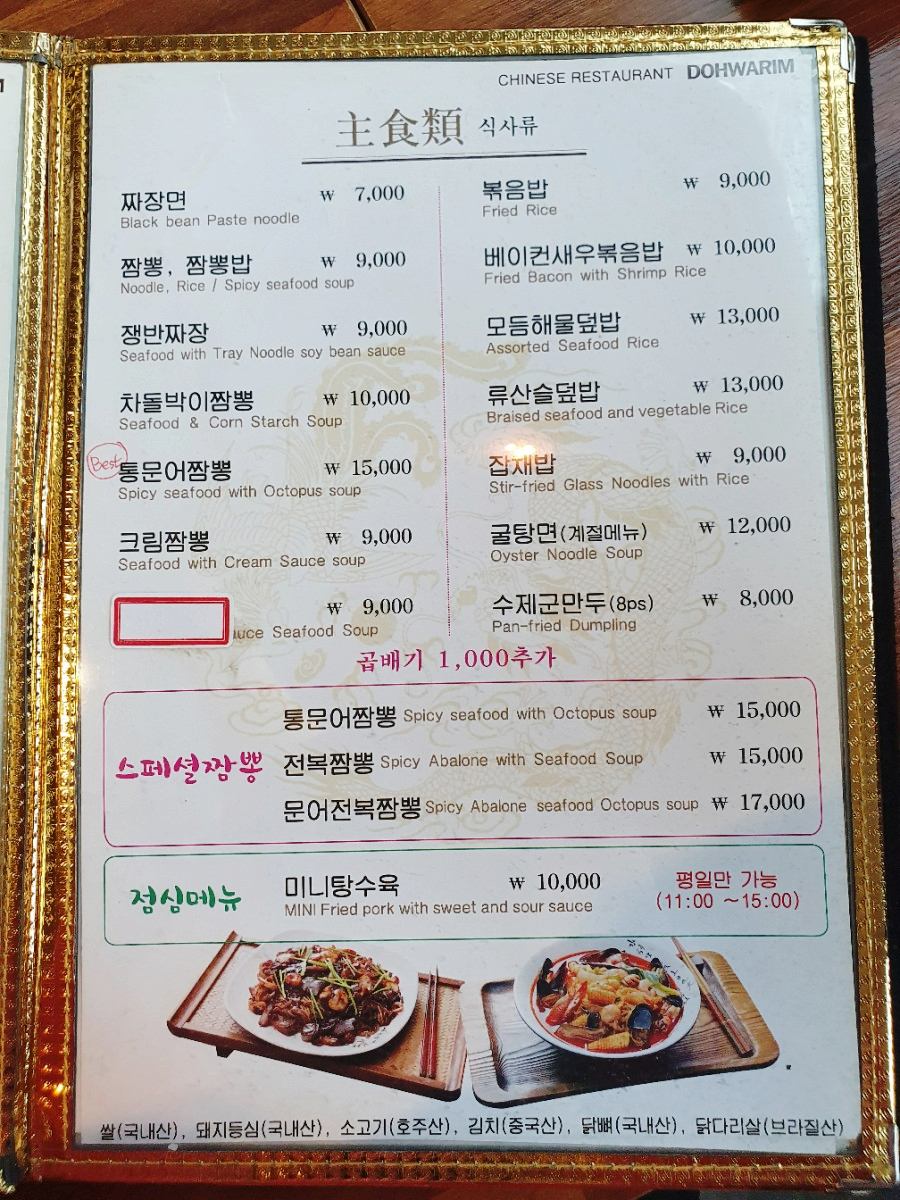 CHINESE RESTAURANT DOHWARIM
主食類 식사류
짜장면 ₩ 7,000
Black bean Paste noodle
짬뽕, 짬뽕밥 ₩ 9,000
Noodle, Rice / Spicy seafood soup
쟁반짜장 ₩ 9,000
Seafood with Tray Noodle soy bean sauce
차돌박이짬뽕 ₩ 10,000
Seafood & Corn Starch Soup
Best
통문어짬뽕 ₩ 15,000
Spicy seafood with Octopus soup
크림짬뽕 ₩ 9,000
Seafood with Cream Sauce soup
₩ 9,000
Seafood Soup
볶음밥 ₩ 9,000
Fried Rice
베이컨새우볶음밥 ₩ 10,000
Fried Bacon with Shrimp Rice
모듬해물덮밥 ₩ 13,000
Assorted Seafood Rice
류산슬덮밥 ₩ 13,000
Braised seafood and vegetable Rice
잡채밥 ₩ 9,000
Stir-fried Glass Noodles with Rice
굴탕면(계절메뉴) ₩ 12,000
Oyster Noodle Soup
수제군만두(8ps) ₩ 8,000
Pan-fried Dumpling
곱배기 1,000추가
스페셜짬뽕
통문어짬뽕 Spicy seafood with Octopus soup ₩ 15,000
전복짬뽕 Spicy Abalone with Seafood Soup ₩ 15,000
문어전복짬뽕 Spicy Abalone seafood Octopus soup ₩ 17,000
점심메뉴
미니탕수육 ₩ 10,000
MINI Fried pork with sweet and sour sauce
평일만 가능
(11:00 ~15:00)
쌀(국내산), 돼지등심(국내산), 소고기(호주산), 김치(중국산), 닭뼈(국내산), 닭다리살(브라질산)